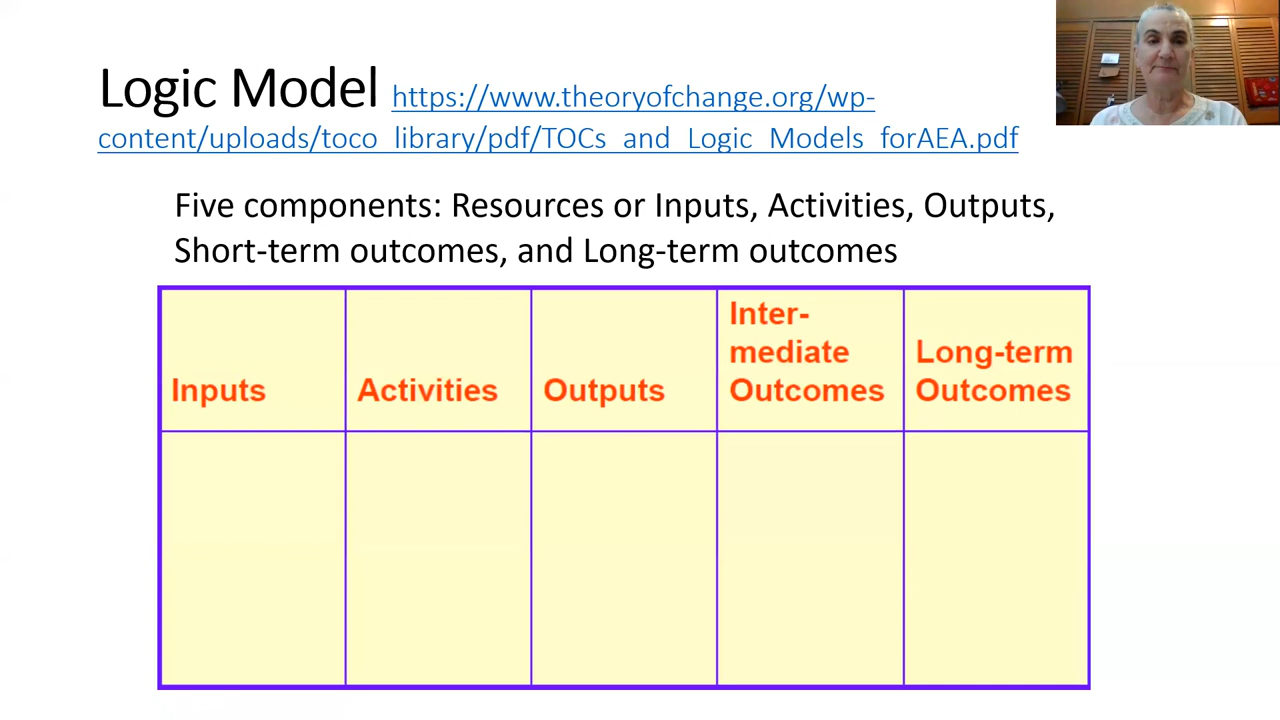 Logic Model https://www.theoryofchange.org/wp-
content/uploads/toco_library/pdf/TOCs_and_Logic_Models_forAEA.pdf
Five components: Resources or Inputs, Activities, Outputs,
Short-term outcomes, and Long-term outcomes
Inputs
Activities
Outputs
Inter-
mediate
Outcomes
Long-term
Outcomes